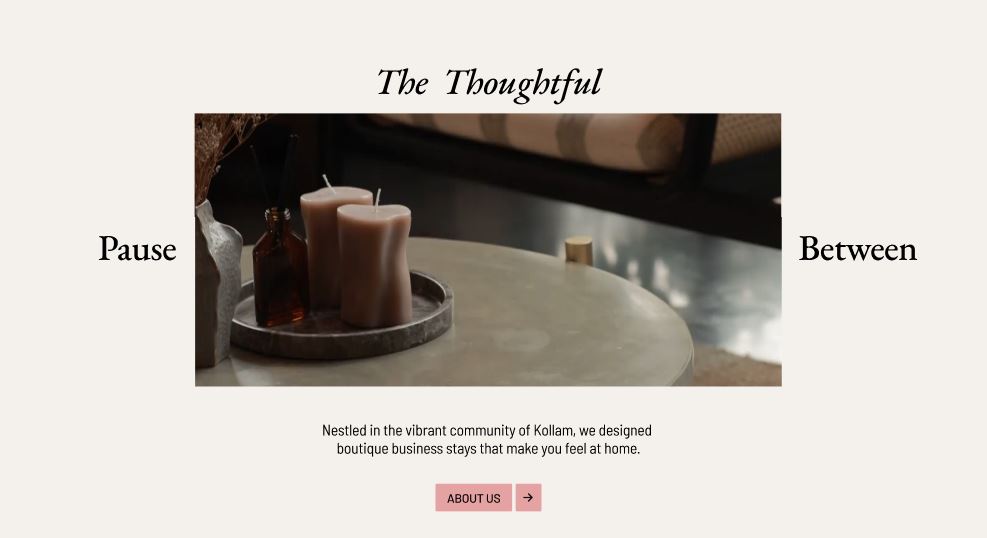 The Thoughtful
Pause
Between
Nestled in the vibrant community of Kollam, we designed
boutique business stays that make you feel at home.
ABOUT US →